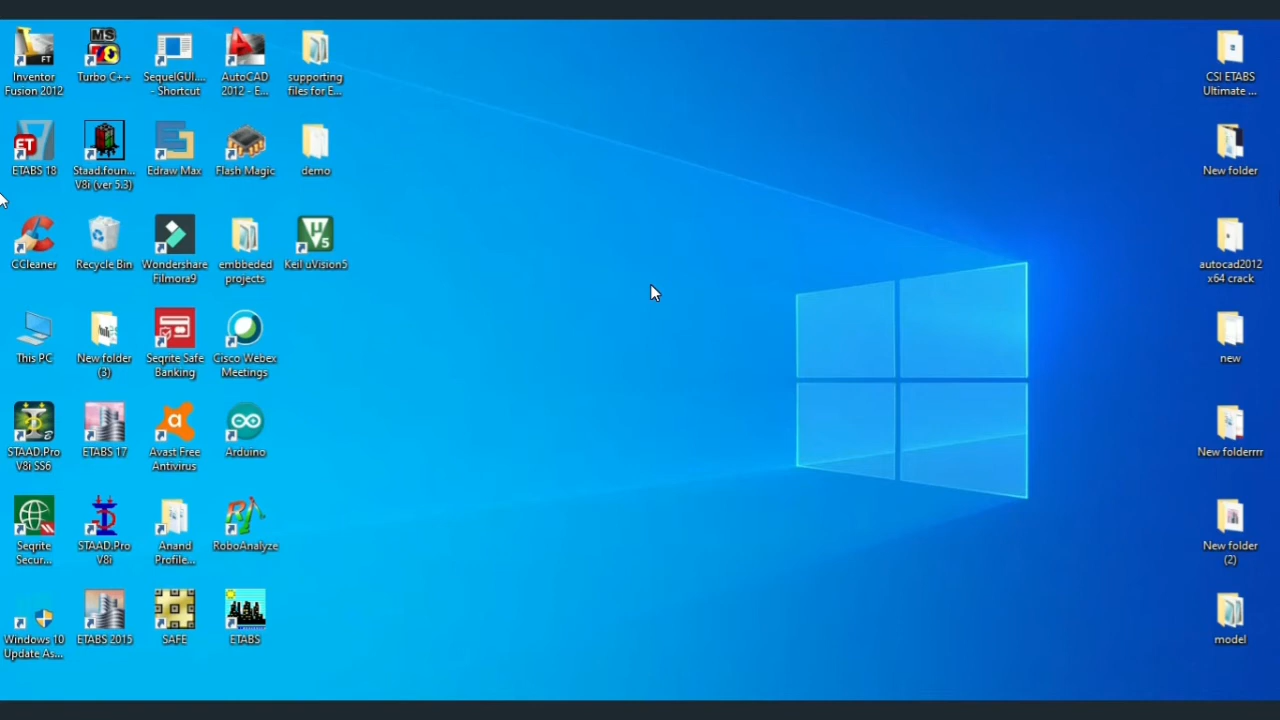 Inventor
Fusion 2012
MS
Turbo C++
SequelGUI....
- Shortcut
AutoCAD
2012 - E...
supporting
files for E...
CSI ETABS
Ultimate ...
ETABS 18
Staad.foun...
V8i (ver 5.3)
Edraw Max
Flash Magic
demo
New folder
CCleaner
Recycle Bin
Wondershare
Filmora9
embbeded
projects
Keil uVision5
autocad2012
x64 crack
This PC
New folder
(3)
Seqrite Safe
Banking
Cisco Webex
Meetings
new
STAAD.Pro
V8i SS6
ETABS 17
Avast Free
Antivirus
Arduino
New folderrrr
Seqrite
Secur...
STAAD.Pro
V8i
Anand
Profile...
RoboAnalyze
New folder
(2)
Windows 10
Update As...
ETABS 2015
SAFE
ETABS
model